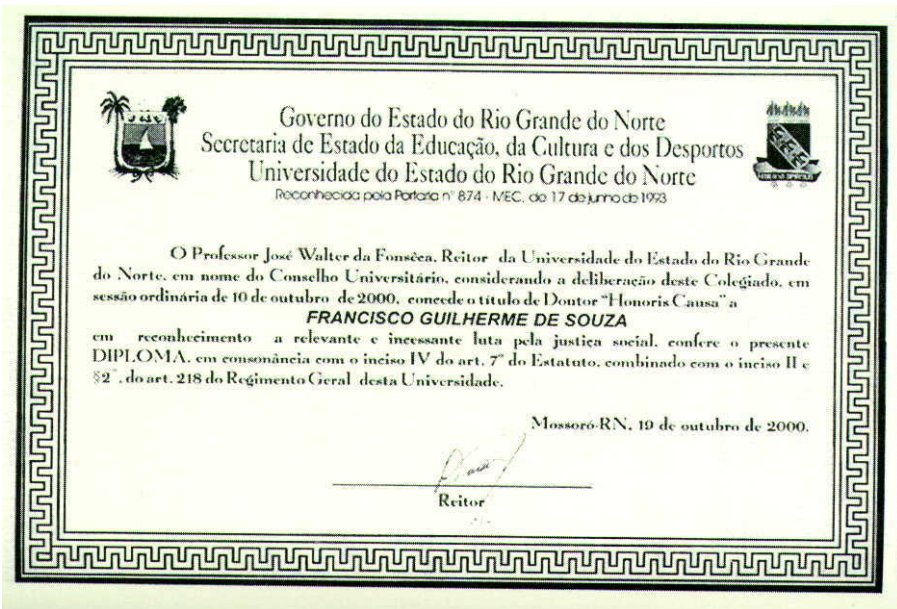 Governo do Estado do Rio Grande do Norte
Secretaria de Estado da Educação, da Cultura e dos Desportos
Universidade do Estado do Rio Grande do Norte
Reconhecida pela Portaria nº 874 - MEC, de 17 de junho de 1993
O Professor José Walter da Fonsêca, Reitor da Universidade do Estado do Rio Grande
do Norte, em nome do Conselho Universitário, considerando a deliberação deste Colegiado, em
sessão ordinária de 10 de outubro de 2000, concede o título de Doutor "Honoris Causa" a
FRANCISCO GUILHERME DE SOUZA
em reconhecimento a relevante e incessante luta pela justiça social, confere o presente
DIPLOMA, em consonância com o inciso IV do art. 7º do Estatuto, combinado com o inciso II e
§2º, do art. 218 do Regimento Geral desta Universidade.
Mossoró-RN, 19 de outubro de 2000.
Reitor